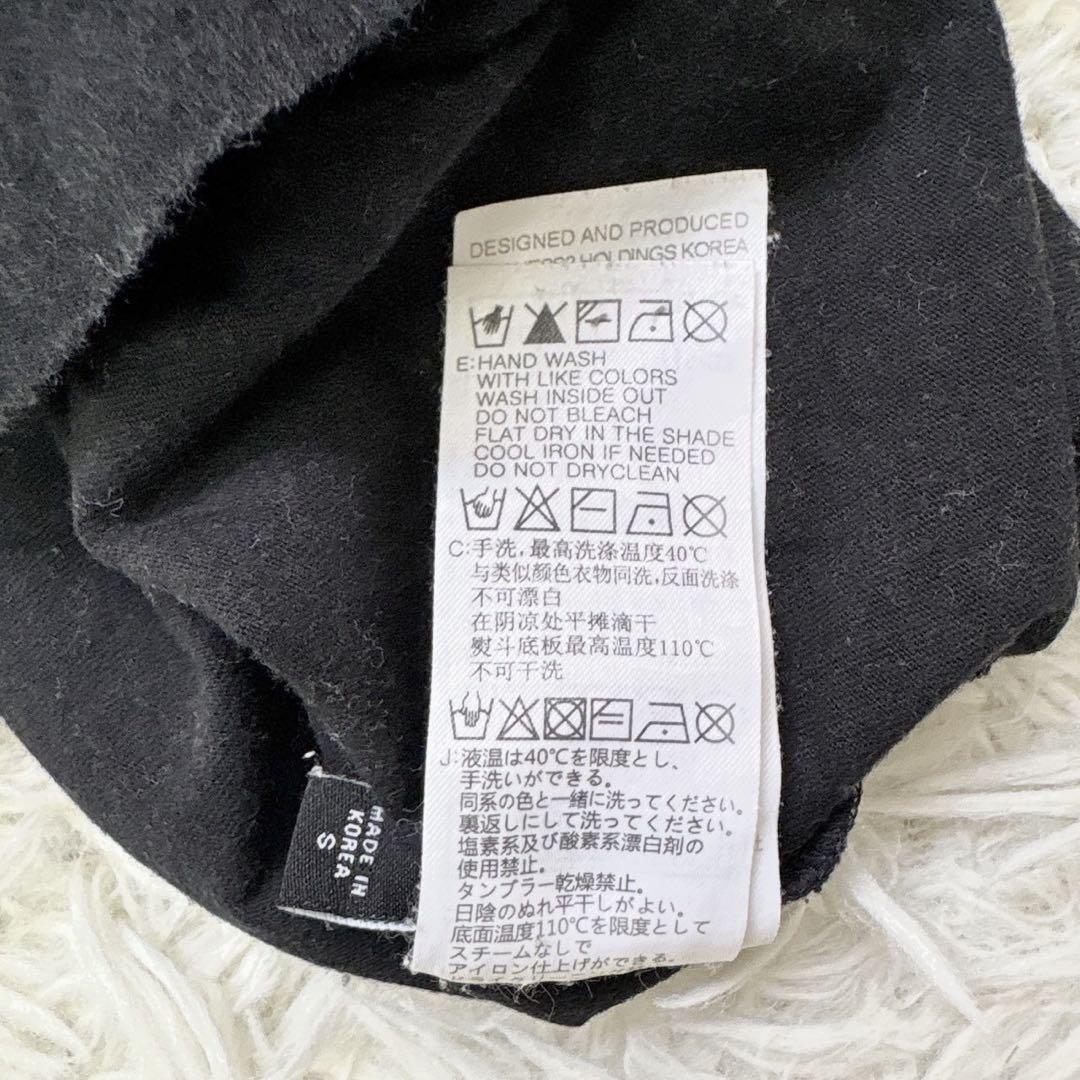 DESIGNED AND PRODUCED
HOLDINGS KOREA
E:HAND WASH
WITH LIKE COLORS
WASH INSIDE OUT
DO NOT BLEACH
FLAT DRY IN THE SHADE
COOL IRON IF NEEDED
DO NOT DRYCLEAN
C:手洗,最高洗涤温度40℃
与类似颜色衣物同洗,反面洗涤
不可漂白
在阴凉处平摊滴干
熨斗底板最高温度110℃
不可干洗
J:液温は40℃を限度とし、
手洗いができる。
同系の色と一緒に洗ってください。
裏返しにして洗ってください。
塩素系及び酸素系漂白剤の
使用禁止。
タンブラー乾燥禁止。
日陰のぬれ平干しがよい。
底面温度110℃を限度として
スチームなしで
アイロン仕上げができる。
MADE IN
KOREA
S